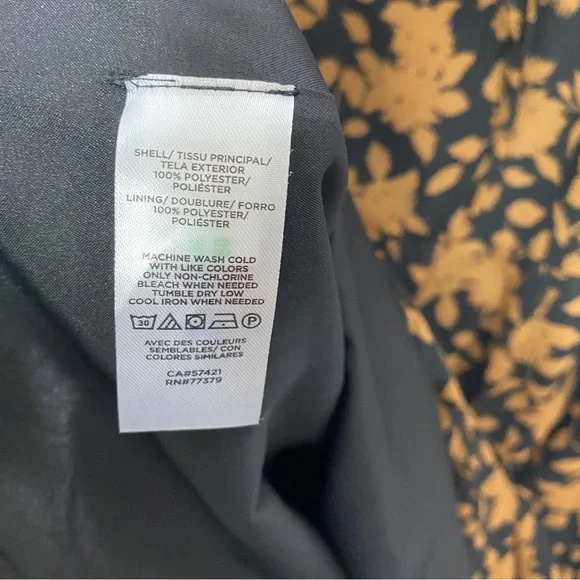 SHELL/ TISSU PRINCIPAL/
TELA EXTERIOR
100% POLYESTER/
POLIÉSTER
LINING/ DOUBLURE/ FORRO
100% POLYESTER/
POLIÉSTER
MACHINE WASH COLD
WITH LIKE COLORS
ONLY NON-CHLORINE
BLEACH WHEN NEEDED
TUMBLE DRY LOW
COOL IRON WHEN NEEDED
30 P
AVEC DES COULEURS
SEMBLABLES/ CON
COLORES SIMILARES
CA#57421
RN#77379